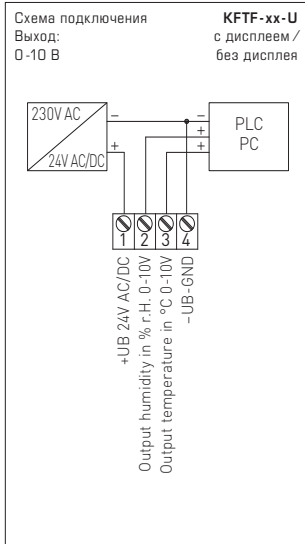 Схема подключения
Выход:
0-10 В
KFTF-xx-U
с дисплеем /
без дисплея
230V AC
24V AC/DC
–
+
–
+
+
PLC
PC
1 2 3 4
+UB 24V AC/DC
Output humidity in % r.H. 0-10V
Output temperature in °C 0-10V
–UB-GND